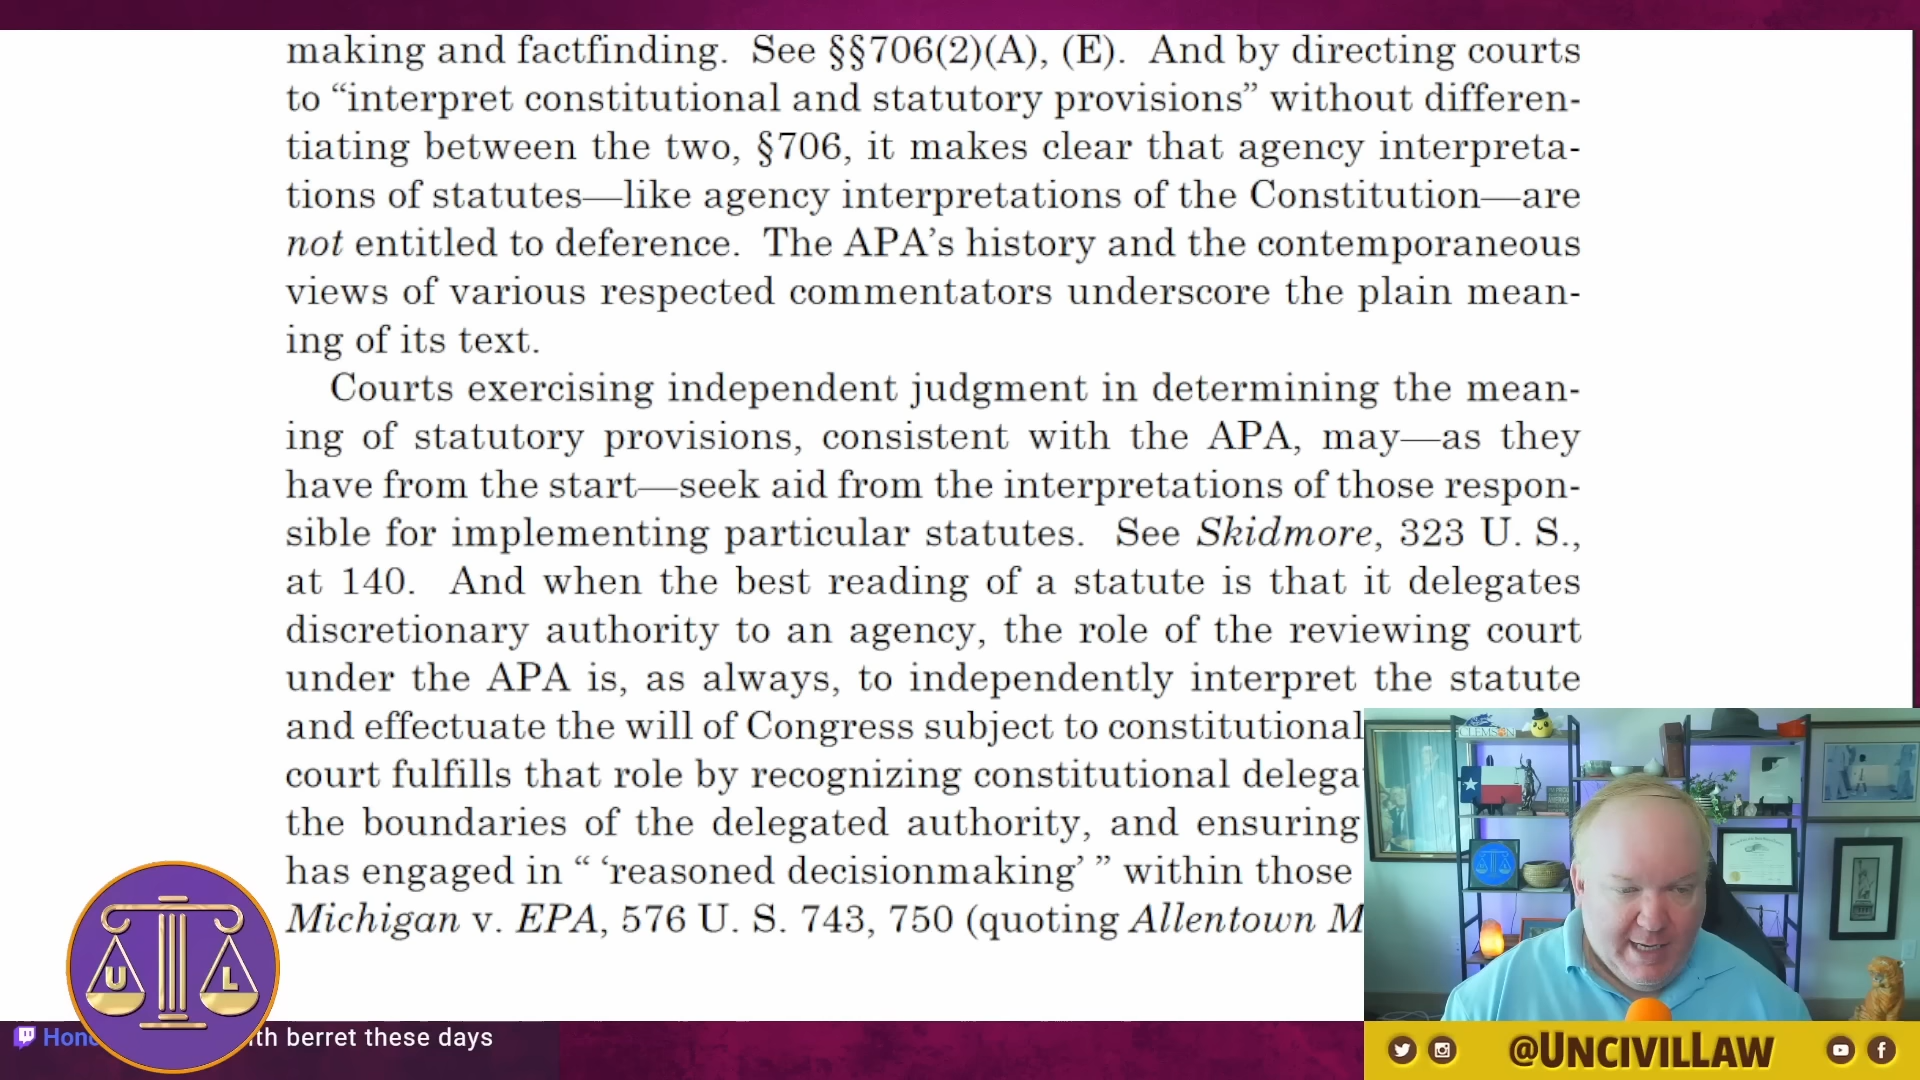 making and factfinding. See §§706(2)(A), (E). And by directing courts
to “interpret constitutional and statutory provisions” without differen-
tiating between the two, §706, it makes clear that agency interpreta-
tions of statutes—like agency interpretations of the Constitution—are
not entitled to deference. The APA’s history and the contemporaneous
views of various respected commentators underscore the plain mean-
ing of its text.
Courts exercising independent judgment in determining the mean-
ing of statutory provisions, consistent with the APA, may—as they
have from the start—seek aid from the interpretations of those respon-
sible for implementing particular statutes. See Skidmore, 323 U. S.,
at 140. And when the best reading of a statute is that it delegates
discretionary authority to an agency, the role of the reviewing court
under the APA is, as always, to independently interpret the statute
and effectuate the will of Congress subject to constitutional
court fulfills that role by recognizing constitutional
the boundaries of the delegated authority, and ensuring
has engaged in “ ‘reasoned decisionmaking’ ” within those
Michigan v. EPA, 576 U. S. 743, 750 (quoting Allentown
CLEMSON
U L
berret these days
@UNCIVILLAW